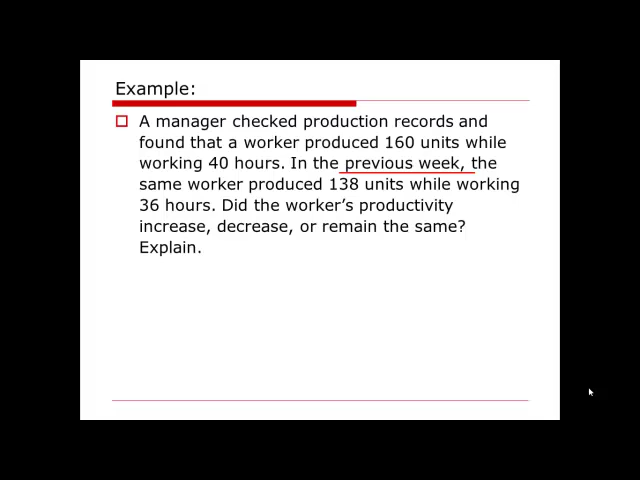 Example:
A manager checked production records and
found that a worker produced 160 units while
working 40 hours. In the previous week, the
same worker produced 138 units while working
36 hours. Did the worker’s productivity
increase, decrease, or remain the same?
Explain.